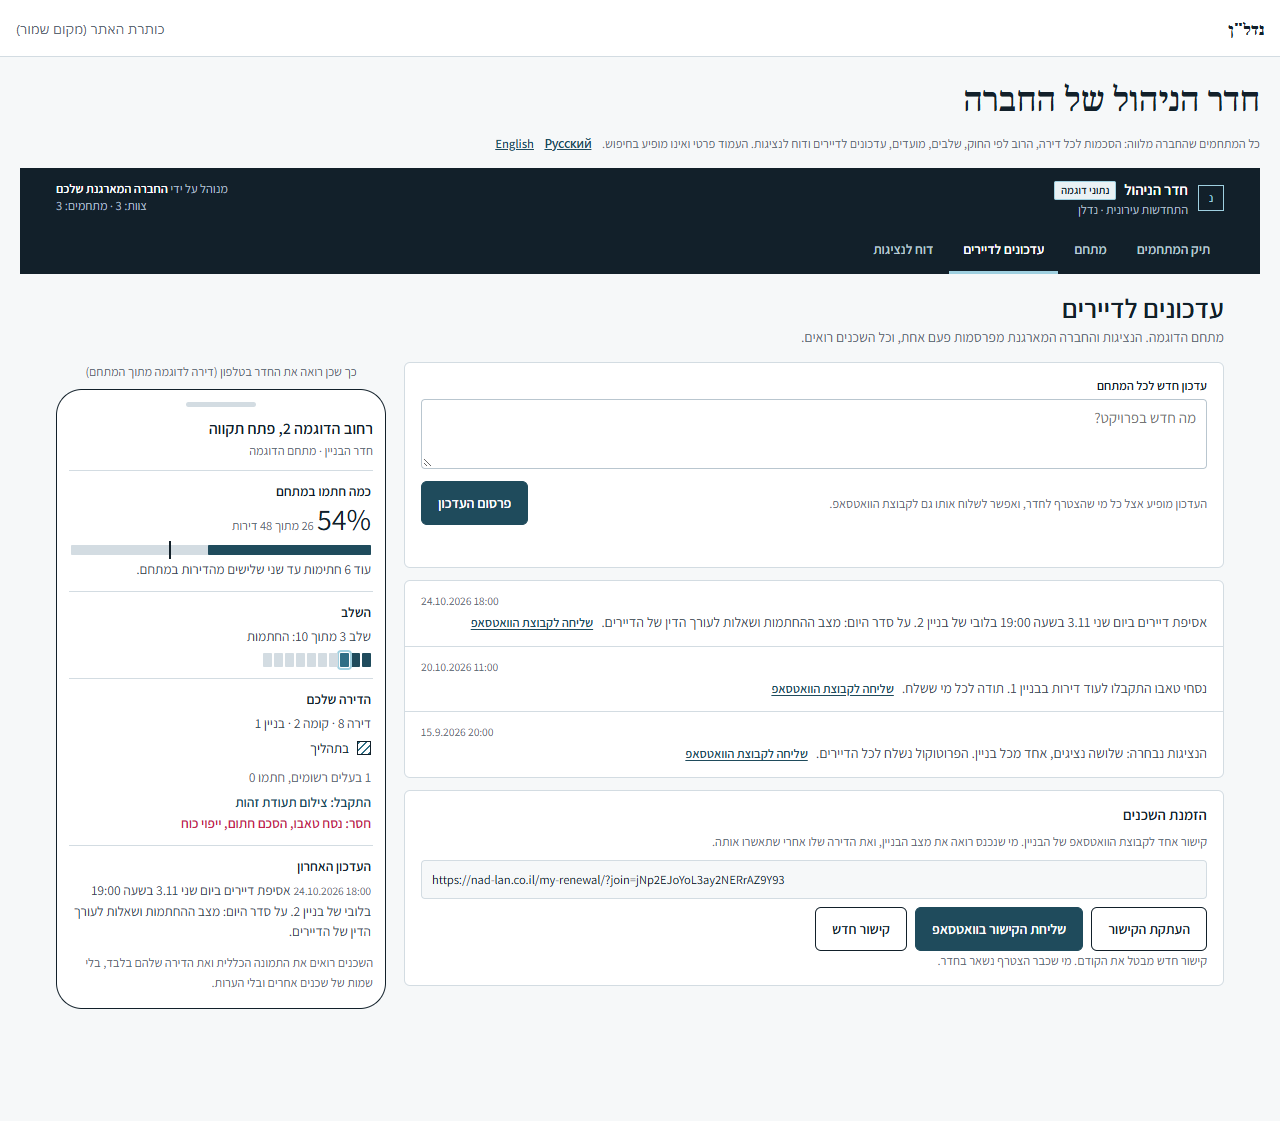 נדל"ן
כותרת האתר (מקום שמור)
חדר הניהול של החברה
כל המתחמים שהחברה מלווה: הסכמות לכל דירה, הרוב לפי החוק, שלבים, מועדים, עדכונים לדיירים ודוח לנציגות. העמוד פרטי ואינו מופיע בחיפוש. Русский English
נ
חדר הניהול נתוני דוגמה
התחדשות עירונית · נדלן
מנוהל על ידי החברה המארגנת שלכם
צוות: 3 · מתחמים: 3
תיק המתחמים מתחם עדכונים לדיירים דוח לנציגות
עדכונים לדיירים
מתחם הדוגמה. הנציגות והחברה המארגנת מפרסמות פעם אחת, וכל השכנים רואים.
עדכון חדש לכל המתחם
מה חדש בפרויקט?
העדכון מופיע אצל כל מי שהצטרף לחדר, ואפשר לשלוח אותו גם לקבוצת הוואטסאפ.
פרסום העדכון
24.10.2026 18:00
אסיפת דיירים ביום שני 3.11 בשעה 19:00 בלובי של בניין 2. על סדר היום: מצב ההחתמות ושאלות לעורך הדין של הדיירים. שליחה לקבוצת הוואטסאפ
20.10.2026 11:00
נסחי טאבו התקבלו לעוד דירות בבניין 1. תודה לכל מי ששלח. שליחה לקבוצת הוואטסאפ
15.9.2026 20:00
הנציגות נבחרה: שלושה נציגים, אחד מכל בניין. הפרוטוקול נשלח לכל הדיירים. שליחה לקבוצת הוואטסאפ
הזמנת השכנים
קישור אחד לקבוצת הוואטסאפ של הבניין. מי שנכנס רואה את מצב הבניין, ואת הדירה שלו אחרי שתאשרו אותה.
https://nad-lan.co.il/my-renewal/?join=jNp2EJoYoL3ay2NERrAZ9Y93
העתקת הקישור שליחת הקישור בוואטסאפ קישור חדש
קישור חדש מבטל את הקודם. מי שכבר הצטרף נשאר בחדר.
כך שכן רואה את החדר בטלפון (דירה לדוגמה מתוך המתחם)
רחוב הדוגמה 2, פתח תקווה
חדר הבניין · מתחם הדוגמה
כמה חתמו במתחם
54% 26 מתוך 48 דירות
עוד 6 חתימות עד שני שלישים מהדירות במתחם.
השלב
שלב 3 מתוך 10: החתמות
הדירה שלכם
דירה 8 · קומה 2 · בניין 1
בתהליך
1 בעלים רשומים, חתמו 0
התקבל: צילום תעודת זהות
חסר: נסח טאבו, הסכם חתום, ייפוי כוח
העדכון האחרון
24.10.2026 18:00 אסיפת דיירים ביום שני 3.11 בשעה 19:00
בלובי של בניין 2. על סדר היום: מצב ההחתמות ושאלות לעורך
הדין של הדיירים.
השכנים רואים את התמונה הכללית ואת הדירה שלהם בלבד, בלי
שמות של שכנים אחרים ובלי הערות.